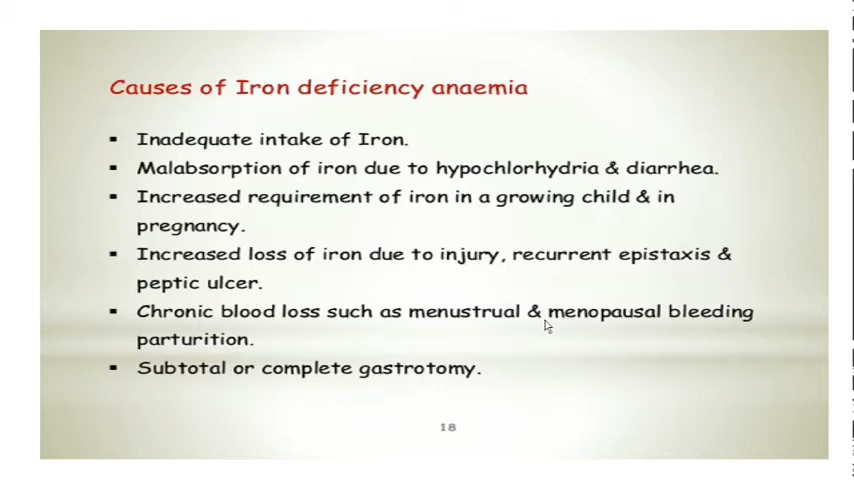 Causes of Iron deficiency anaemia
▪ Inadequate intake of Iron.
▪ Malabsorption of iron due to hypochlorhydria & diarrhea.
▪ Increased requirement of iron in a growing child & in
pregnancy.
▪ Increased loss of iron due to injury, recurrent epistaxis &
peptic ulcer.
▪ Chronic blood loss such as menustrual & menopausal bleeding
parturition.
▪ Subtotal or complete gastrotomy.
18